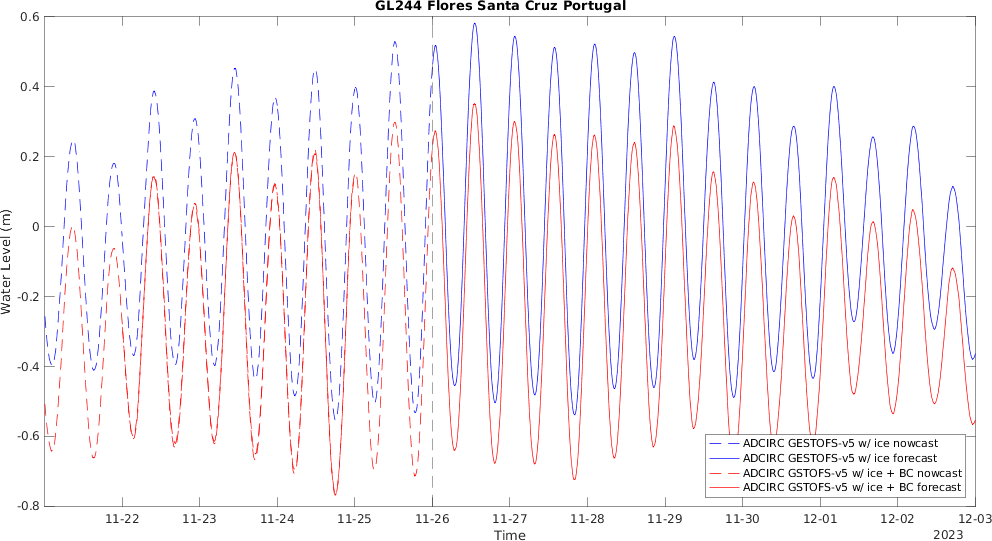 GL244 Flores Santa Cruz Portugal
0.6
0.4
0.2
0
-0.2
-0.4
-0.6
-0.8
Water Level (m)
ADCIRC GESTOFS-v5 w/ ice nowcast
ADCIRC GESTOFS-v5 w/ ice forecast
ADCIRC GSTOFS-v5 w/ ice + BC nowcast
ADCIRC GSTOFS-v5 w/ ice + BC forecast
11-22 11-23 11-24 11-25 11-26 11-27 11-28 11-29 11-30 12-01 12-02 12-03
Time
2023